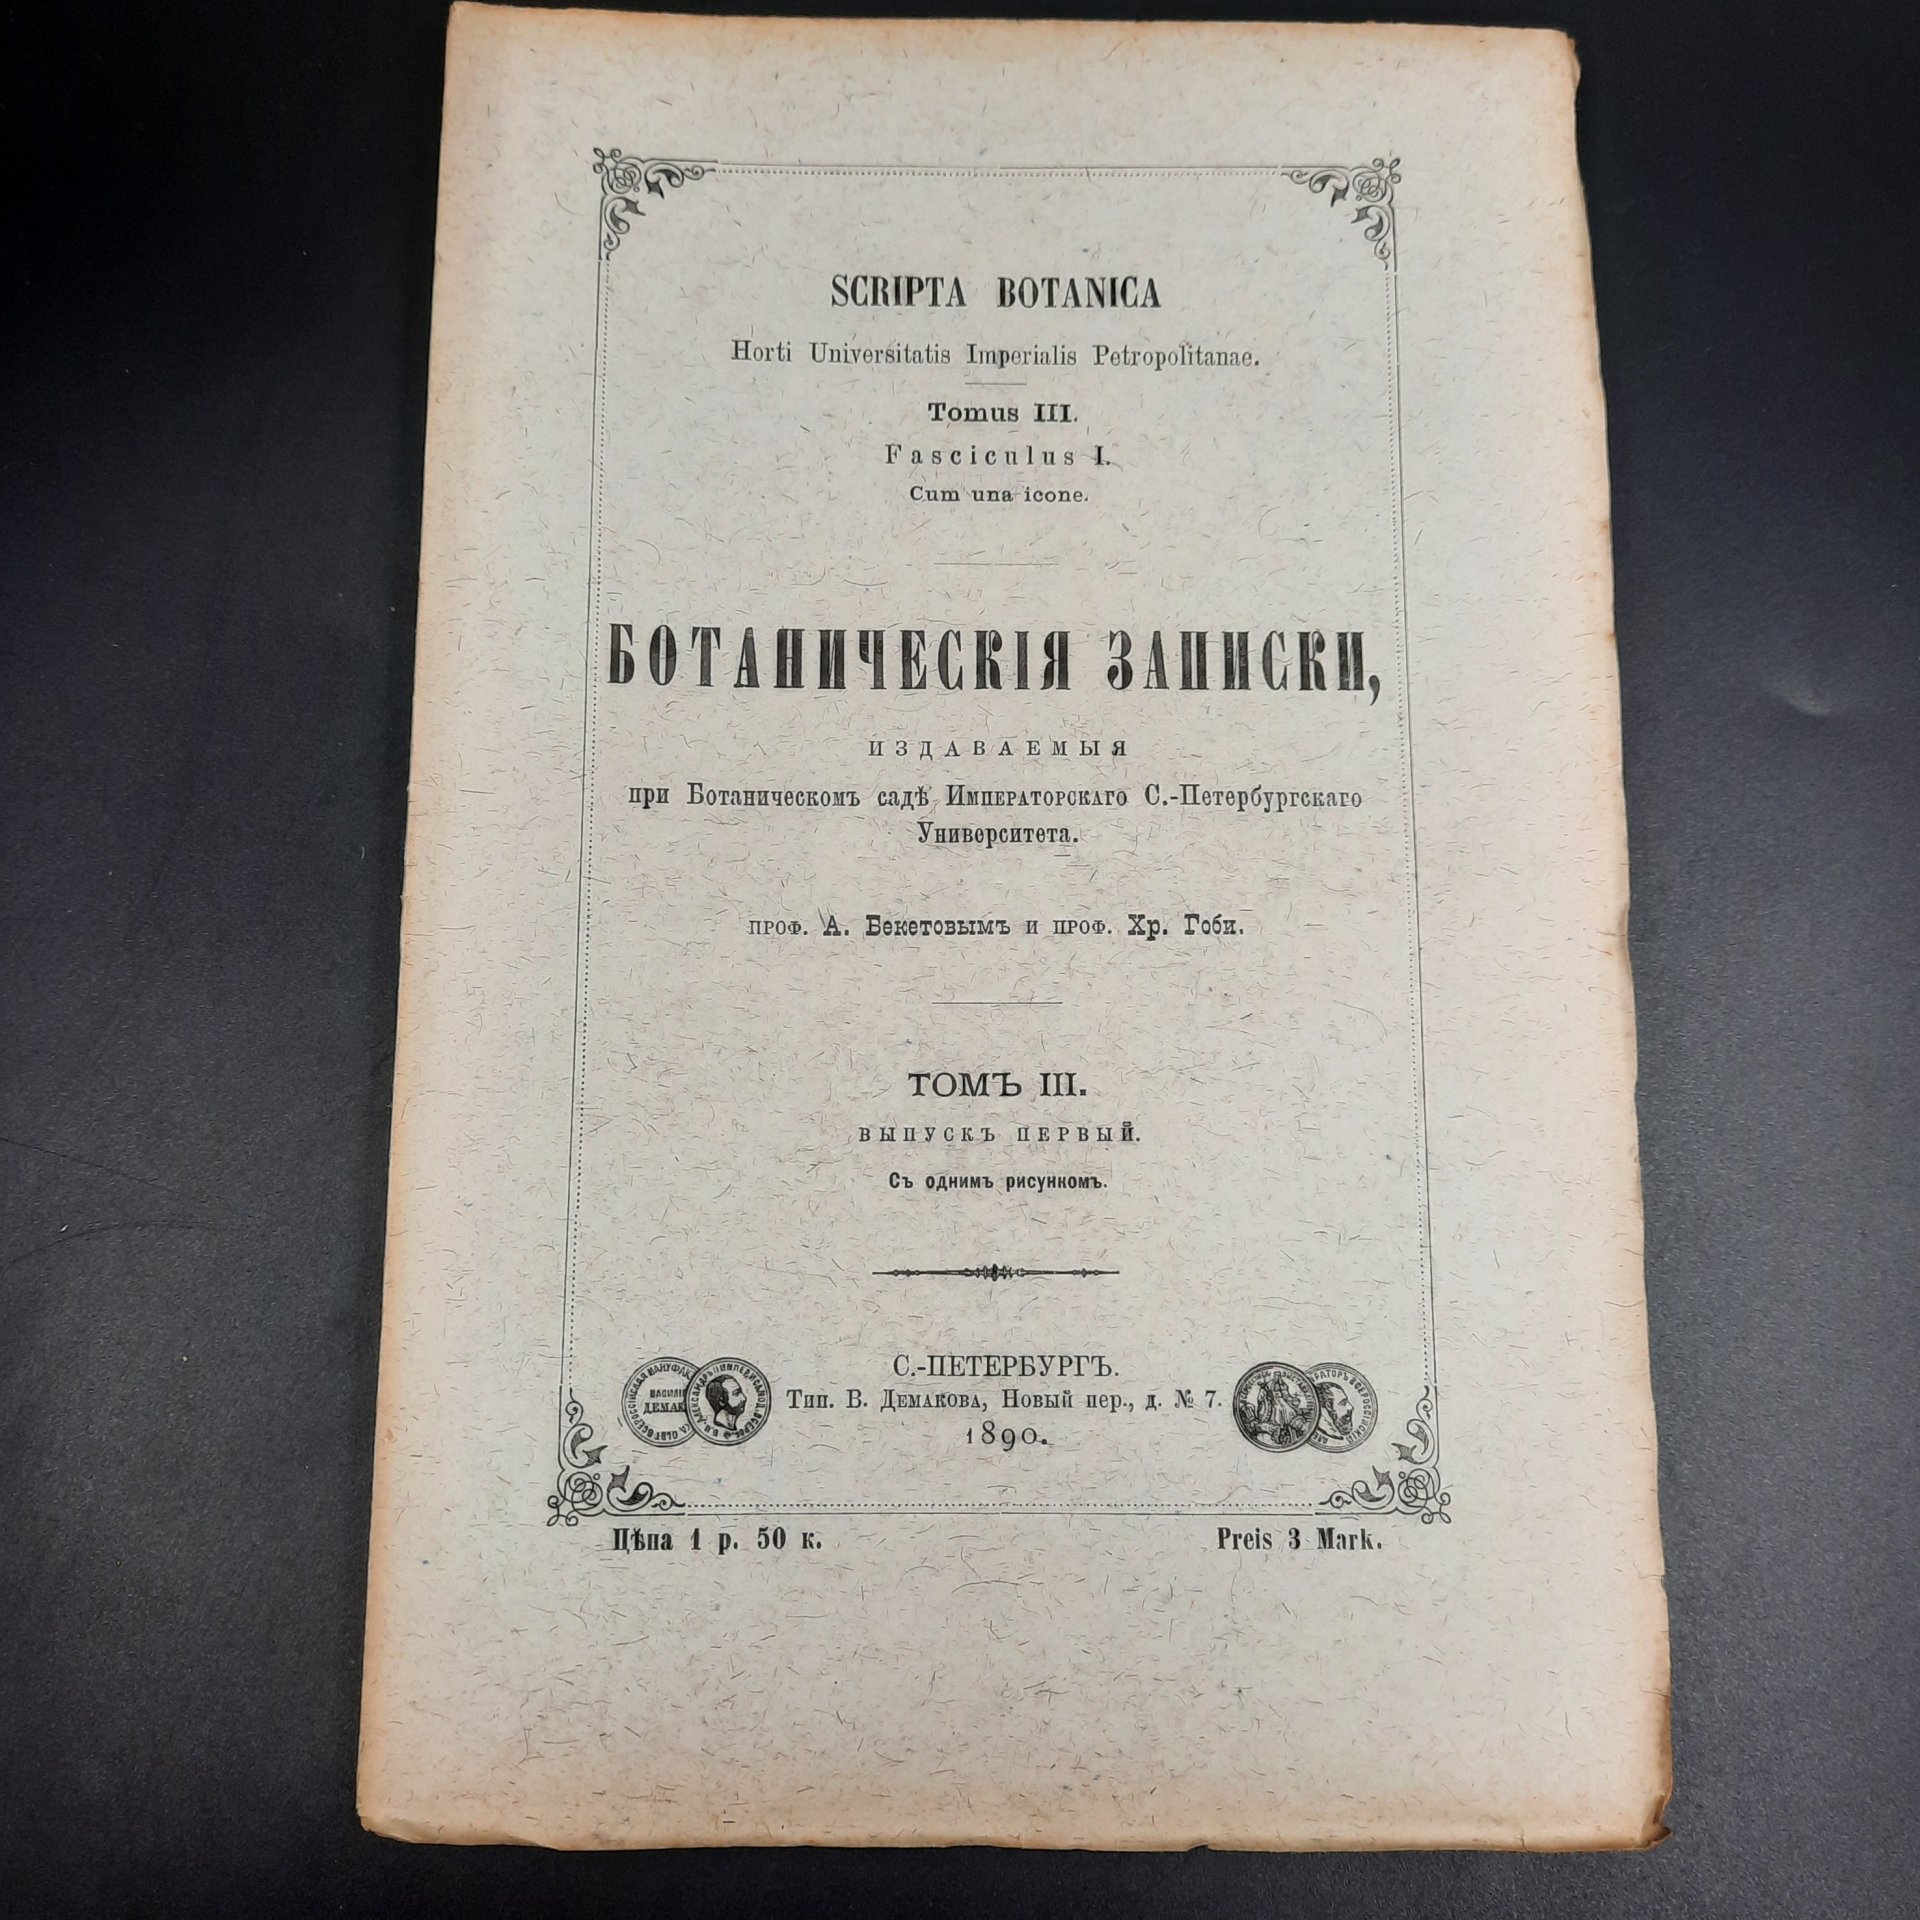 SCRIPTA BOTANICA
Horti Universitatis Imperialis Petropolitanae.
Tomus III.
Fasciculus I.
Cum una icone.
БОТАНИЧЕСКІЯ ЗАПИСКИ,
ИЗДАВАЕМЫЯ
при Ботаническомъ садѣ Императорскаго С.-Петербургскаго
Университета.
ПРОФ. А. Бекетовымъ и ПРОФ. Хр. Гоби.
ТОМЪ III.
ВЫПУСКЪ ПЕРВЫЙ.
Съ однимъ рисункомъ.
С.-ПЕТЕРБУРГЪ.
Тип. В. Демакова, Новый пер., д. № 7.
1890.
Цѣна 1 р. 50 к.
Preis 3 Mark.